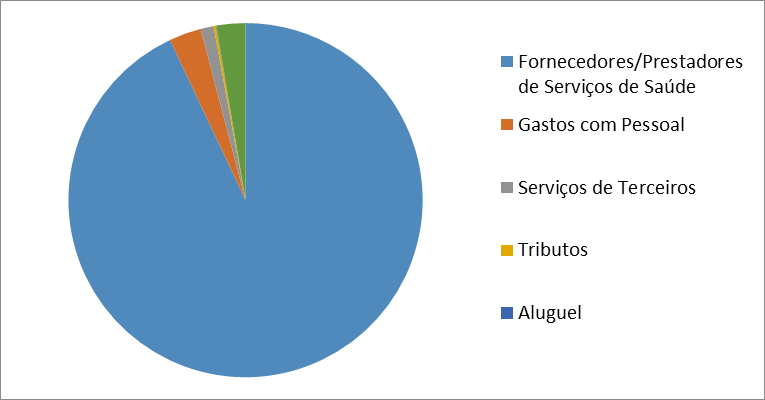 Fornecedores/Prestadores
de Serviços de Saúde
Gastos com Pessoal
Serviços de Terceiros
Tributos
Aluguel